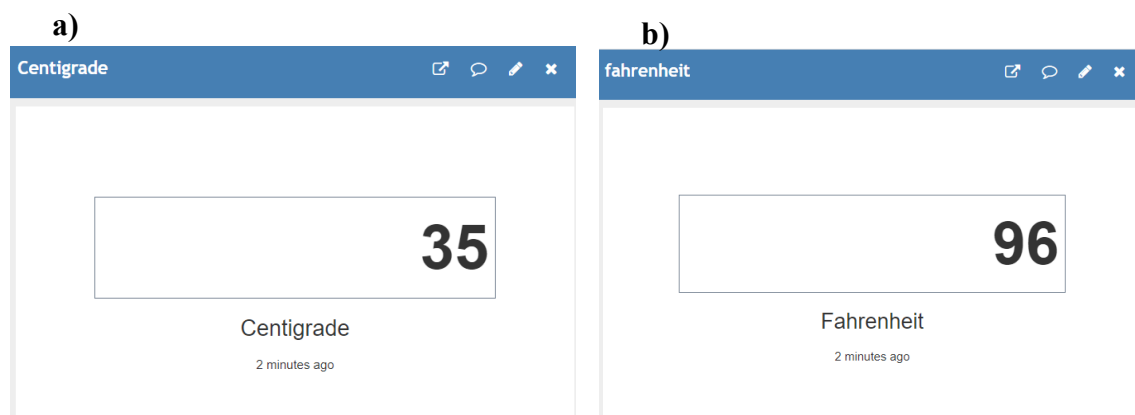 a)
Centigrade
35
Centigrade
2 minutes ago
b)
fahrenheit
96
Fahrenheit
2 minutes ago